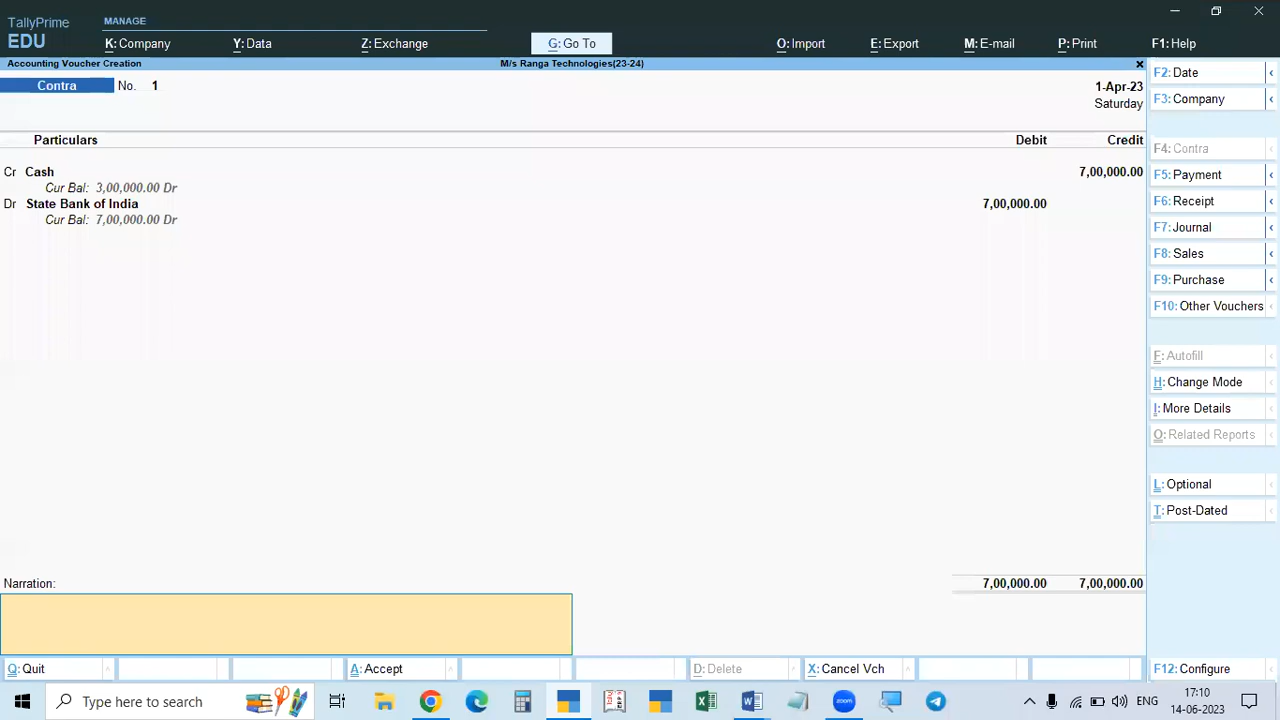 TallyPrime
EDU
MANAGE
K: Company
Y: Data
Z: Exchange
G: Go To
O: Import
E: Export
M: E-mail
P: Print
F1: Help
Accounting Voucher Creation
M/s Ranga Technologies(23-24)
Contra No. 1
1-Apr-23
Saturday
Particulars Debit Credit
Cr Cash 7,00,000.00
Cur Bal: 3,00,000.00 Dr
Dr State Bank of India 7,00,000.00
Cur Bal: 7,00,000.00 Dr
Narration: 7,00,000.00 7,00,000.00
F2: Date
F3: Company
F4: Contra
F5: Payment
F6: Receipt
F7: Journal
F8: Sales
F9: Purchase
F10: Other Vouchers
F: Autofill
H: Change Mode
I: More Details
O: Related Reports
L: Optional
T: Post-Dated
Q: Quit
A: Accept
D: Delete
X: Cancel Vch
F12: Configure
Type here to search
zoom
ENG
17:10
14-06-2023